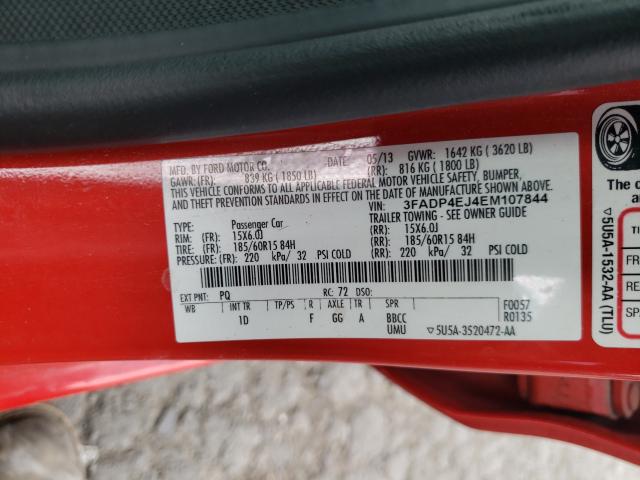 MFD. BY FORD MOTOR CO.
DATE: 05/13 GVWR: 1642 KG ( 3620 LB)
GAWR:(FR) 839 KG ( 1850 LB) (RR): 816 KG ( 1800 LB)
THIS VEHICLE CONFORMS TO ALL APPLICABLE FEDERAL MOTOR VEHICLE SAFETY, BUMPER,
AND THEFT PREVENTION STANDARDS IN EFFECT ON THE DATE OF MANUFACTURE SHOWN ABOVE.
VIN: 3FADP4EJ4EM107844
TYPE: Passenger Car TRAILER TOWING - SEE OWNER GUIDE
RIM: (FR): 15X6.0J (RR): 15X6.0J
TIRE: (FR): 185/60R15 84H (RR): 185/60R15 84H
PRESSURE: (FR): 220 kPa/ 32 PSI COLD (RR): 220 kPa/ 32 PSI COLD
EXT PNT: PQ RC: 72 DSO:
WB INT TR TP/PS R AXLE TR SPR F0057
1D F GG A BBCC R0135
UMU ▽5U5A-3520472-AA
The c
an
TI
FR
RE
SPA
▽5U5A-1532-AA (TLU)